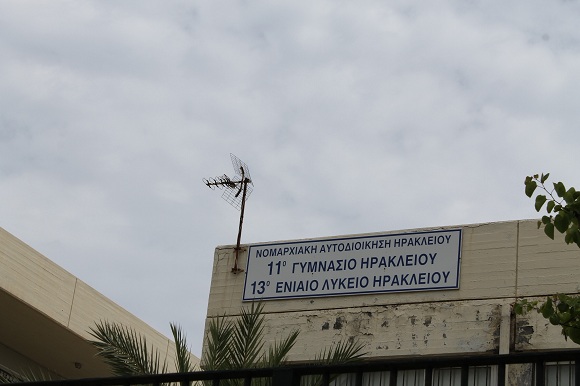 ΝΟΜΑΡΧΙΑΚΗ ΑΥΤΟΔΙΟΙΚΗΣΗ ΗΡΑΚΛΕΙΟΥ
11ο ΓΥΜΝΑΣΙΟ ΗΡΑΚΛΕΙΟΥ
13ο ΕΝΙΑΙΟ ΛΥΚΕΙΟ ΗΡΑΚΛΕΙΟΥ